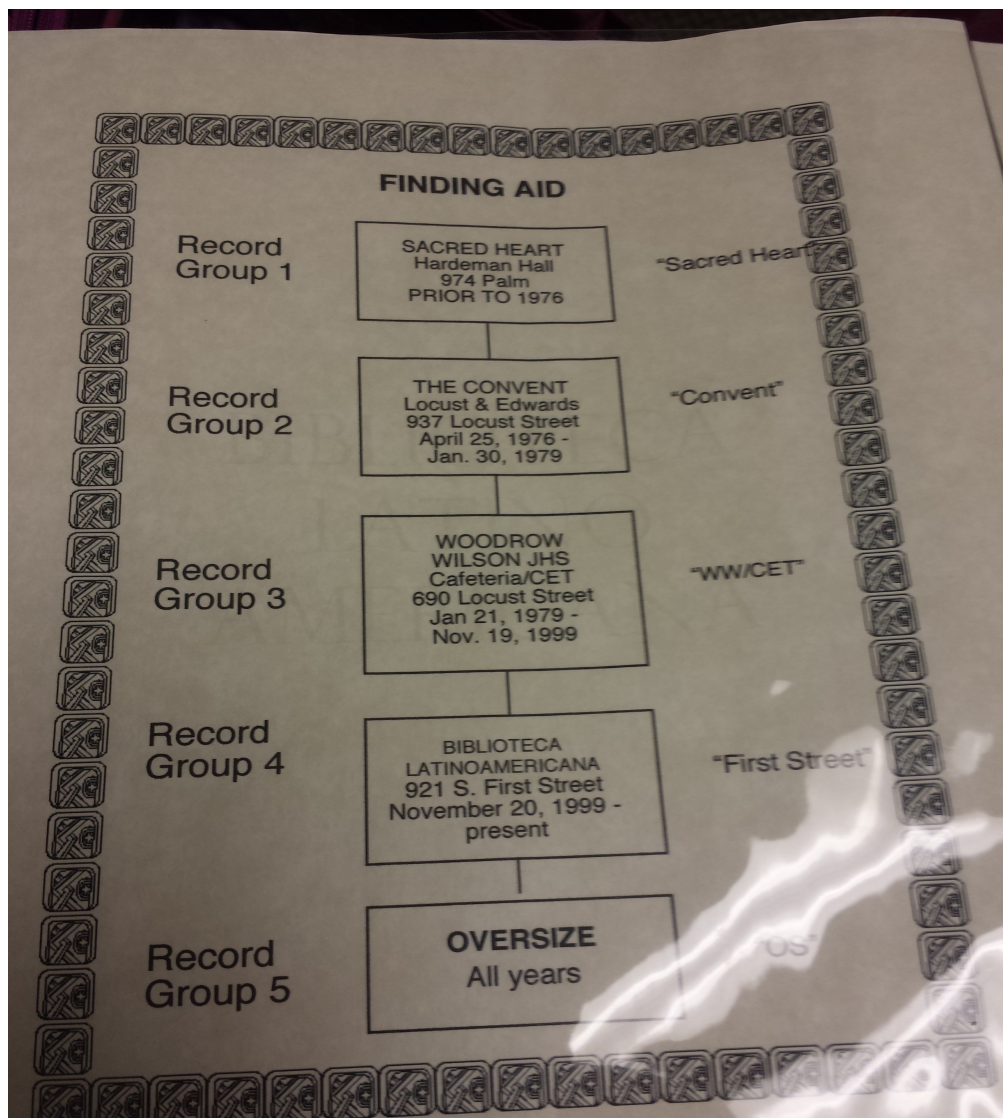 FINDING AID
Record
Group 1
SACRED HEART
Hardeman Hall
974 Palm
PRIOR TO 1976
"Sacred Heart"
Record
Group 2
THE CONVENT
Locust & Edwards
937 Locust Street
April 25, 1976 -
Jan. 30, 1979
"Convent"
Record
Group 3
WOODROW
WILSON JHS
Cafeteria/CET
690 Locust Street
Jan 21, 1979 -
Nov. 19, 1999
"WW/CET"
Record
Group 4
BIBLIOTECA
LATINOAMERICANA
921 S. First Street
November 20, 1999 -
present
"First Street"
Record
Group 5
OVERSIZE
All years
"OS"